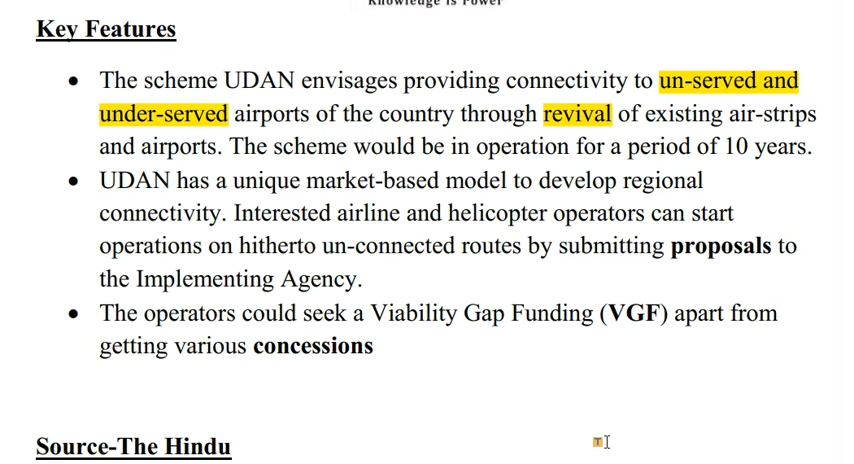 Knowledge is Power
Key Features
• The scheme UDAN envisages providing connectivity to un-served and
under-served airports of the country through revival of existing air-strips
and airports. The scheme would be in operation for a period of 10 years.
• UDAN has a unique market-based model to develop regional
connectivity. Interested airline and helicopter operators can start
operations on hitherto un-connected routes by submitting proposals to
the Implementing Agency.
• The operators could seek a Viability Gap Funding (VGF) apart from
getting various concessions
Source-The Hindu